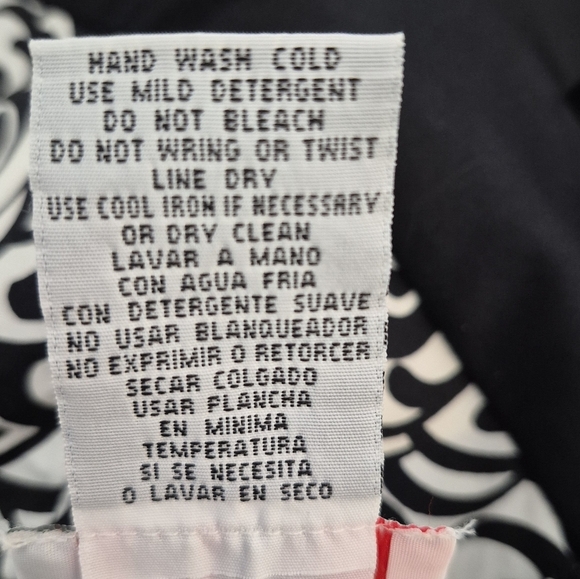 HAND WASH COLD
USE MILD DETERGENT
DO NOT BLEACH
DO NOT WRING OR TWIST
LINE DRY
USE COOL IRON IF NECESSARY
OR DRY CLEAN
LAVAR A MANO
CON AGUA FRIA
CON DETERGENTE SUAVE
NO USAR BLANQUEADOR
NO EXPRIMIR O RETORCER
SECAR COLGADO
USAR PLANCHA
EN MINIMA
TEMPERATURA
SI SE NECESITA
O LAVAR EN SECO